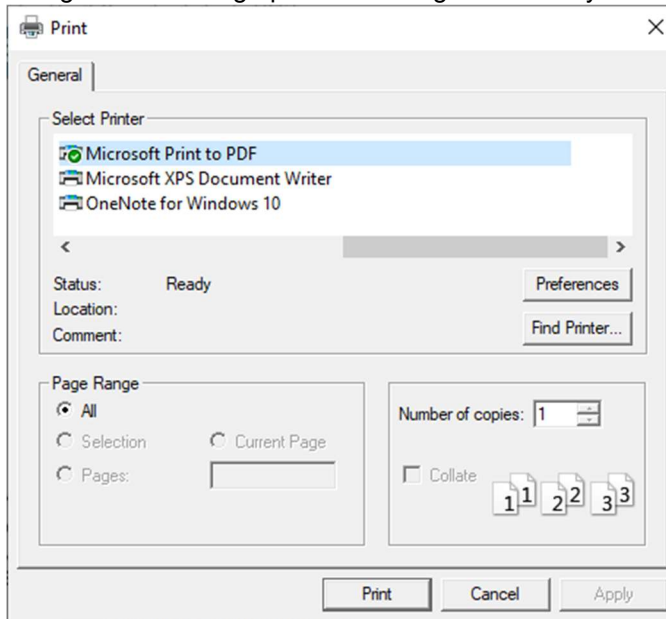 Print
General
Select Printer
Microsoft Print to PDF
Microsoft XPS Document Writer
OneNote for Windows 10
Status: Ready
Preferences
Location:
Comment:
Find Printer...
Page Range
All
Selection
Current Page
Pages:
Number of copies: 1
Collate
1 1 2 2 3 3
Print
Cancel
Apply